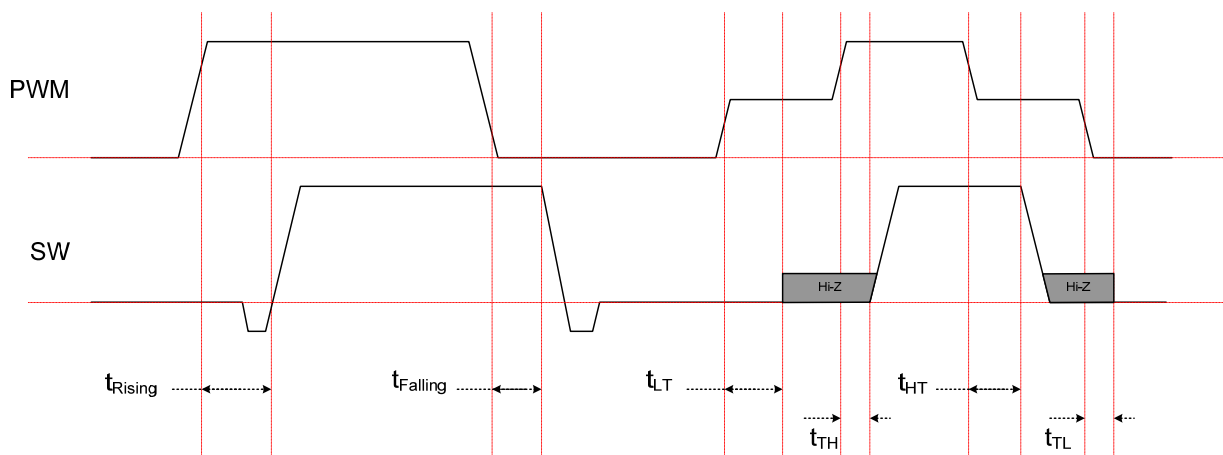 PWM
SW
Hi-Z
Hi-Z
tRising
tFalling
tLT
tHT
tTH
tTL